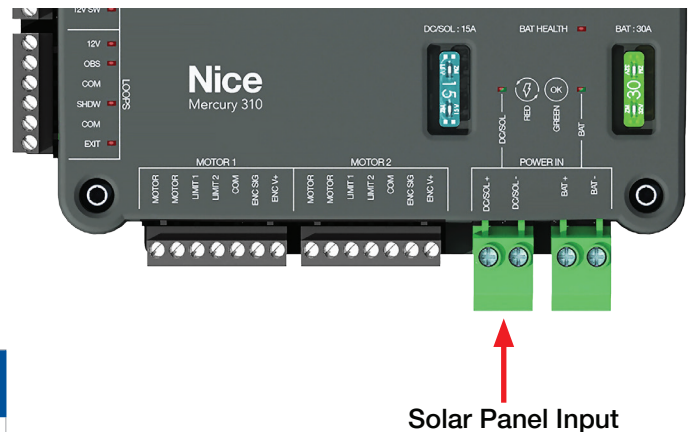 12V SW
DC/SOL : 15A
BAT HEALTH
BAT : 30A
12V
OBS
COM
SHDW
COM
EXIT
LOOPS
Nice
Mercury 310
15
30
DC/SOL
RED
OK
GREEN
BAT
MOTOR 1
MOTOR 2
POWER IN
MOTOR
MOTOR
LIMIT 1
LIMIT 2
COM
ENC SIG
ENC V+
MOTOR
MOTOR
LIMIT 1
LIMIT 2
COM
ENC SIG
ENC V+
DC/SOL +
DC/SOL -
BAT +
BAT -
Solar Panel Input